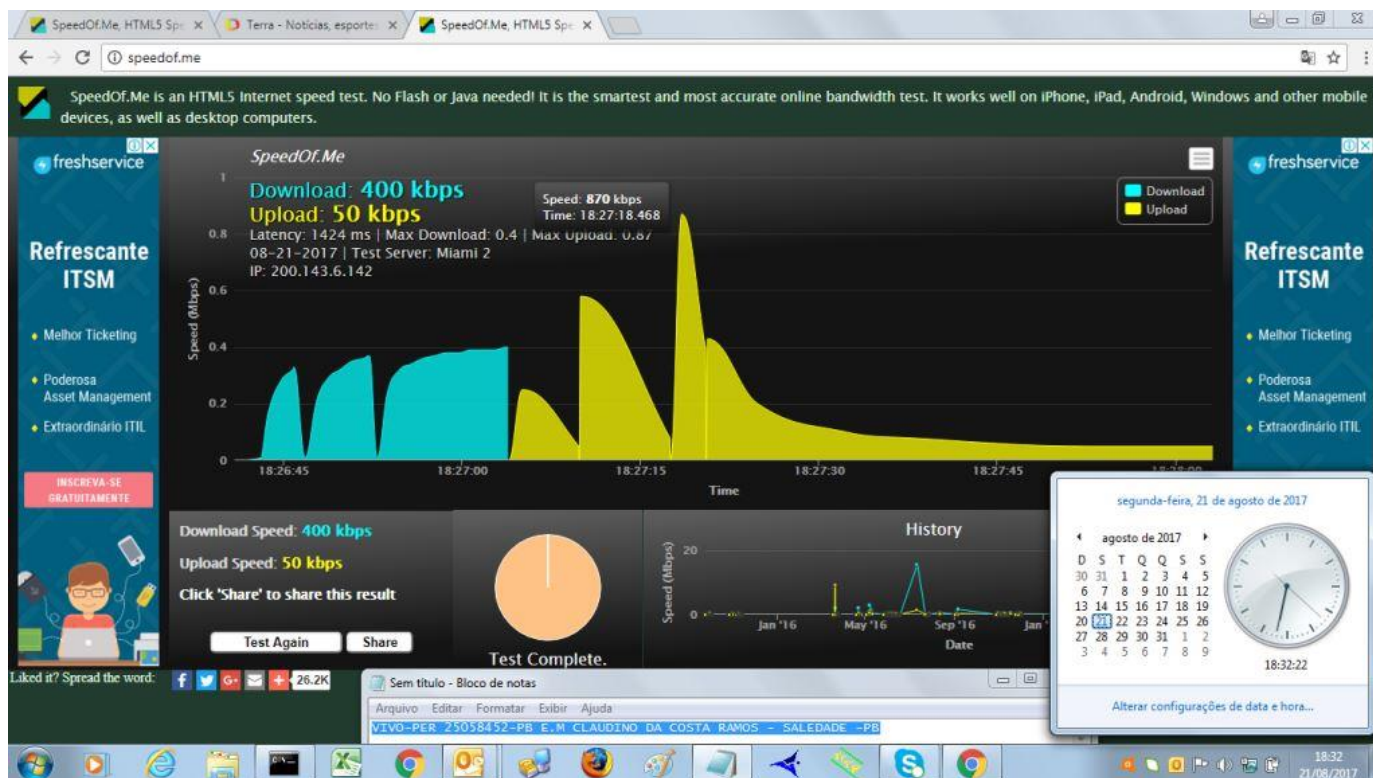 SpeedOf.Me, HTML5 Spe
Terra - Notícias, esportes
SpeedOf.Me, HTML5 Spe
speedof.me
SpeedOf.Me is an HTML5 Internet speed test. No Flash or Java needed! It is the smartest and most accurate online bandwidth test. It works well on iPhone, iPad, Android, Windows and other mobile
devices, as well as desktop computers.
freshservice
Refrescante
ITSM
Melhor Ticketing
Poderosa
Asset Management
Extraordinário ITIL
INSCREVA-SE
GRATUITAMENTE
SpeedOf.Me
Download: 400 kbps
Upload: 50 kbps
Latency: 1424 ms | Max Download: 0.4 | Max Upload: 0.87
08-21-2017 | Test Server: Miami 2
IP: 200.143.6.142
Speed: 870 kbps
Time: 18:27:18.468
Download
Upload
Speed (Mbps)
1
0.8
0.6
0.4
0.2
0
18:26:45 18:27:00 18:27:15 18:27:30 18:27:45 18:28:00
Time
freshservice
Refrescante
ITSM
Melhor Ticketing
Poderosa
Asset Management
Extraordinário ITIL
Download Speed: 400 kbps
Upload Speed: 50 kbps
Click 'Share' to share this result
Test Again Share
Test Complete.
History
Speed (Mbps)
20
0
Jan '16 May '16 Sep '16 Jan '
Date
segunda-feira, 21 de agosto de 2017
agosto de 2017
D S T Q Q S S
30 31 1 2 3 4 5
6 7 8 9 10 11 12
13 14 15 16 17 18 19
20 21 22 23 24 25 26
27 28 29 30 31 1 2
3 4 5 6 7 8 9
18:32:22
Alterar configurações de data e hora...
Liked it? Spread the word:
26.2K
Sem título - Bloco de notas
Arquivo Editar Formatar Exibir Ajuda
VIVO-PER 25058452-PB E.M CLAUDINO DA COSTA RAMOS - SALEDADE -PB
18:32
21/08/2017